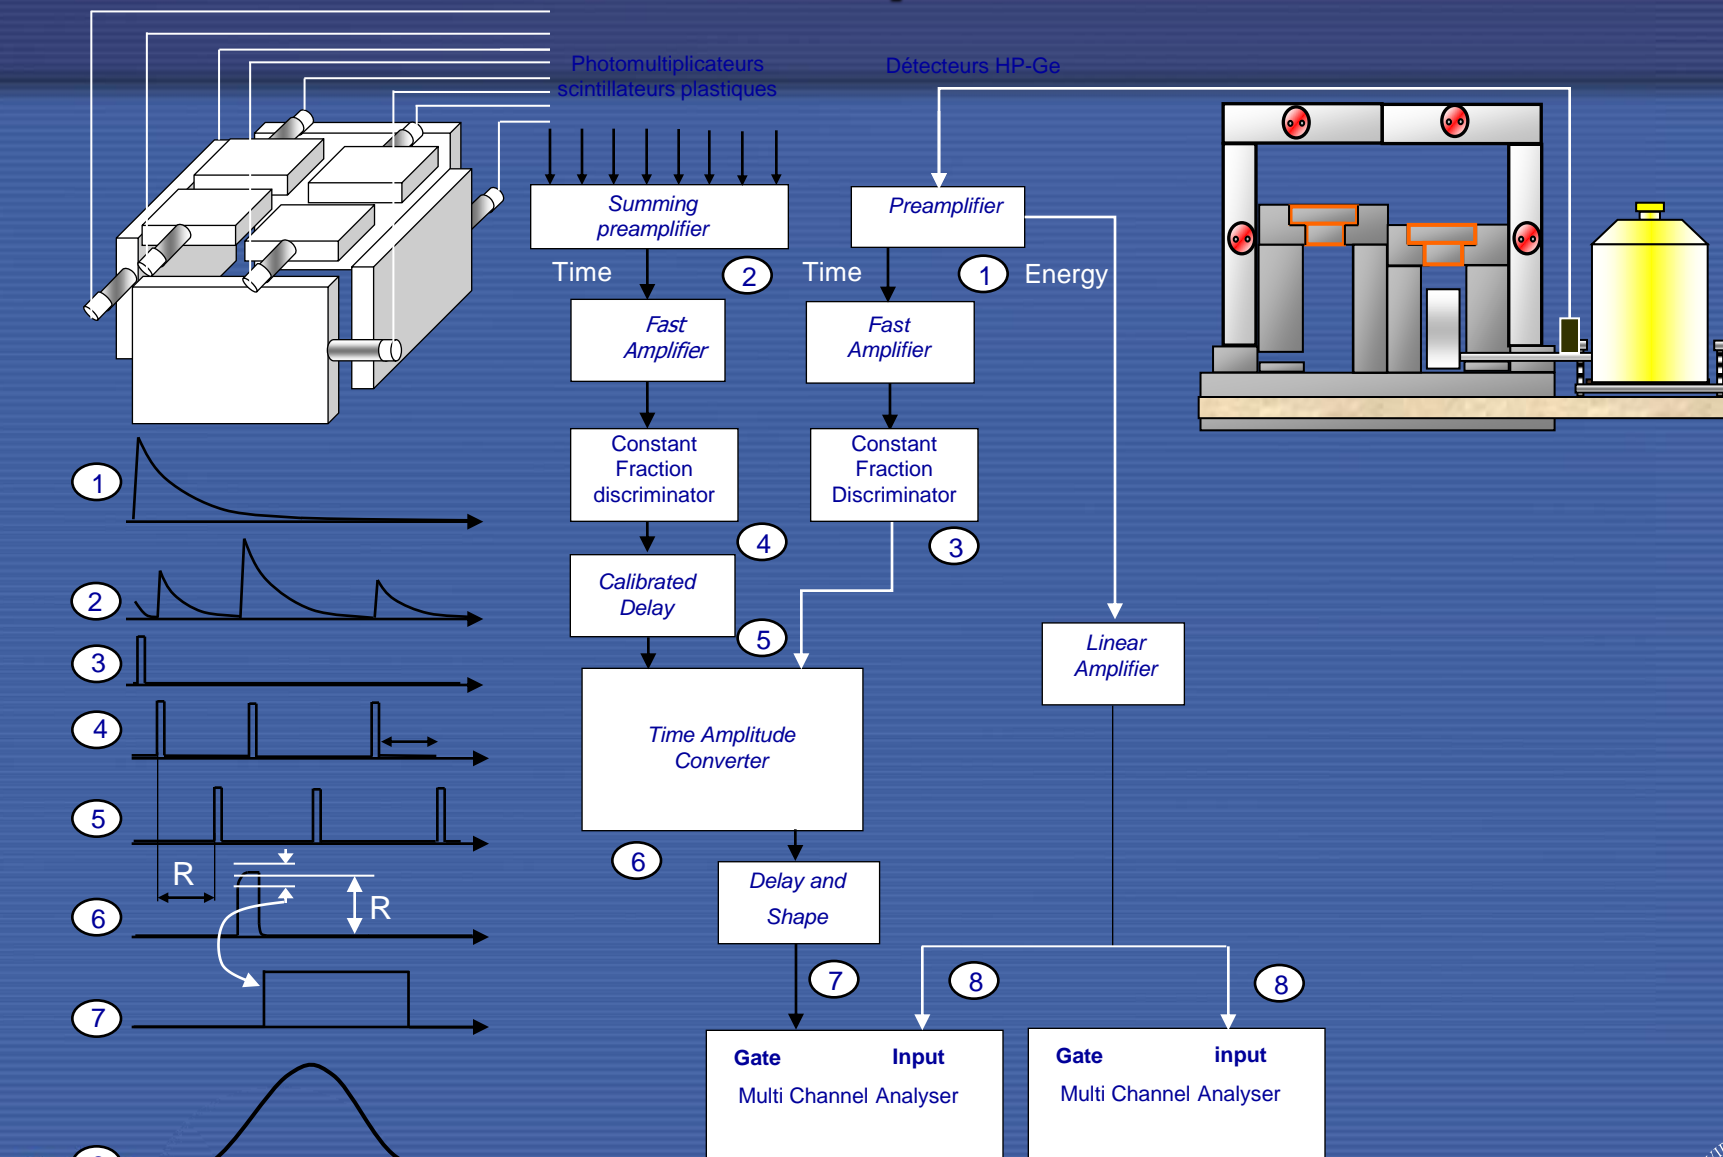 Photomultiplicateurs
scintillateurs plastiques
Détecteurs HP-Ge
Summing
preamplifier
Preamplifier
Time
2
Time
1
Energy
Fast
Amplifier
Fast
Amplifier
Constant
Fraction
discriminator
Constant
Fraction
Discriminator
4
3
Calibrated
Delay
5
Linear
Amplifier
Time Amplitude
Converter
6
Delay and
Shape
7
8
8
Gate
Input
Multi Channel Analyser
Gate
input
Multi Channel Analyser
1
2
3
4
5
R
R
6
7